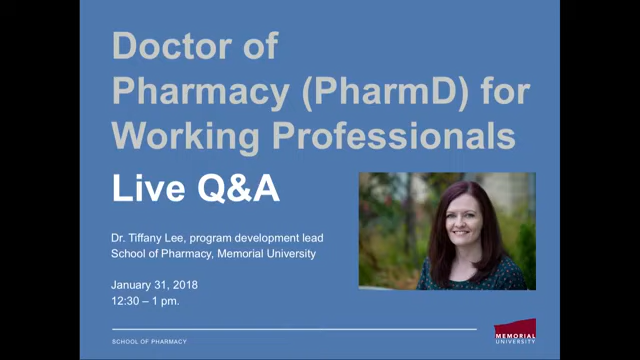 Doctor of
Pharmacy (PharmD) for
Working Professionals
Live Q&A
Dr. Tiffany Lee, program development lead
School of Pharmacy, Memorial University
January 31, 2018
12:30 – 1 pm.
SCHOOL OF PHARMACY
MEMORIAL
UNIVERSITY